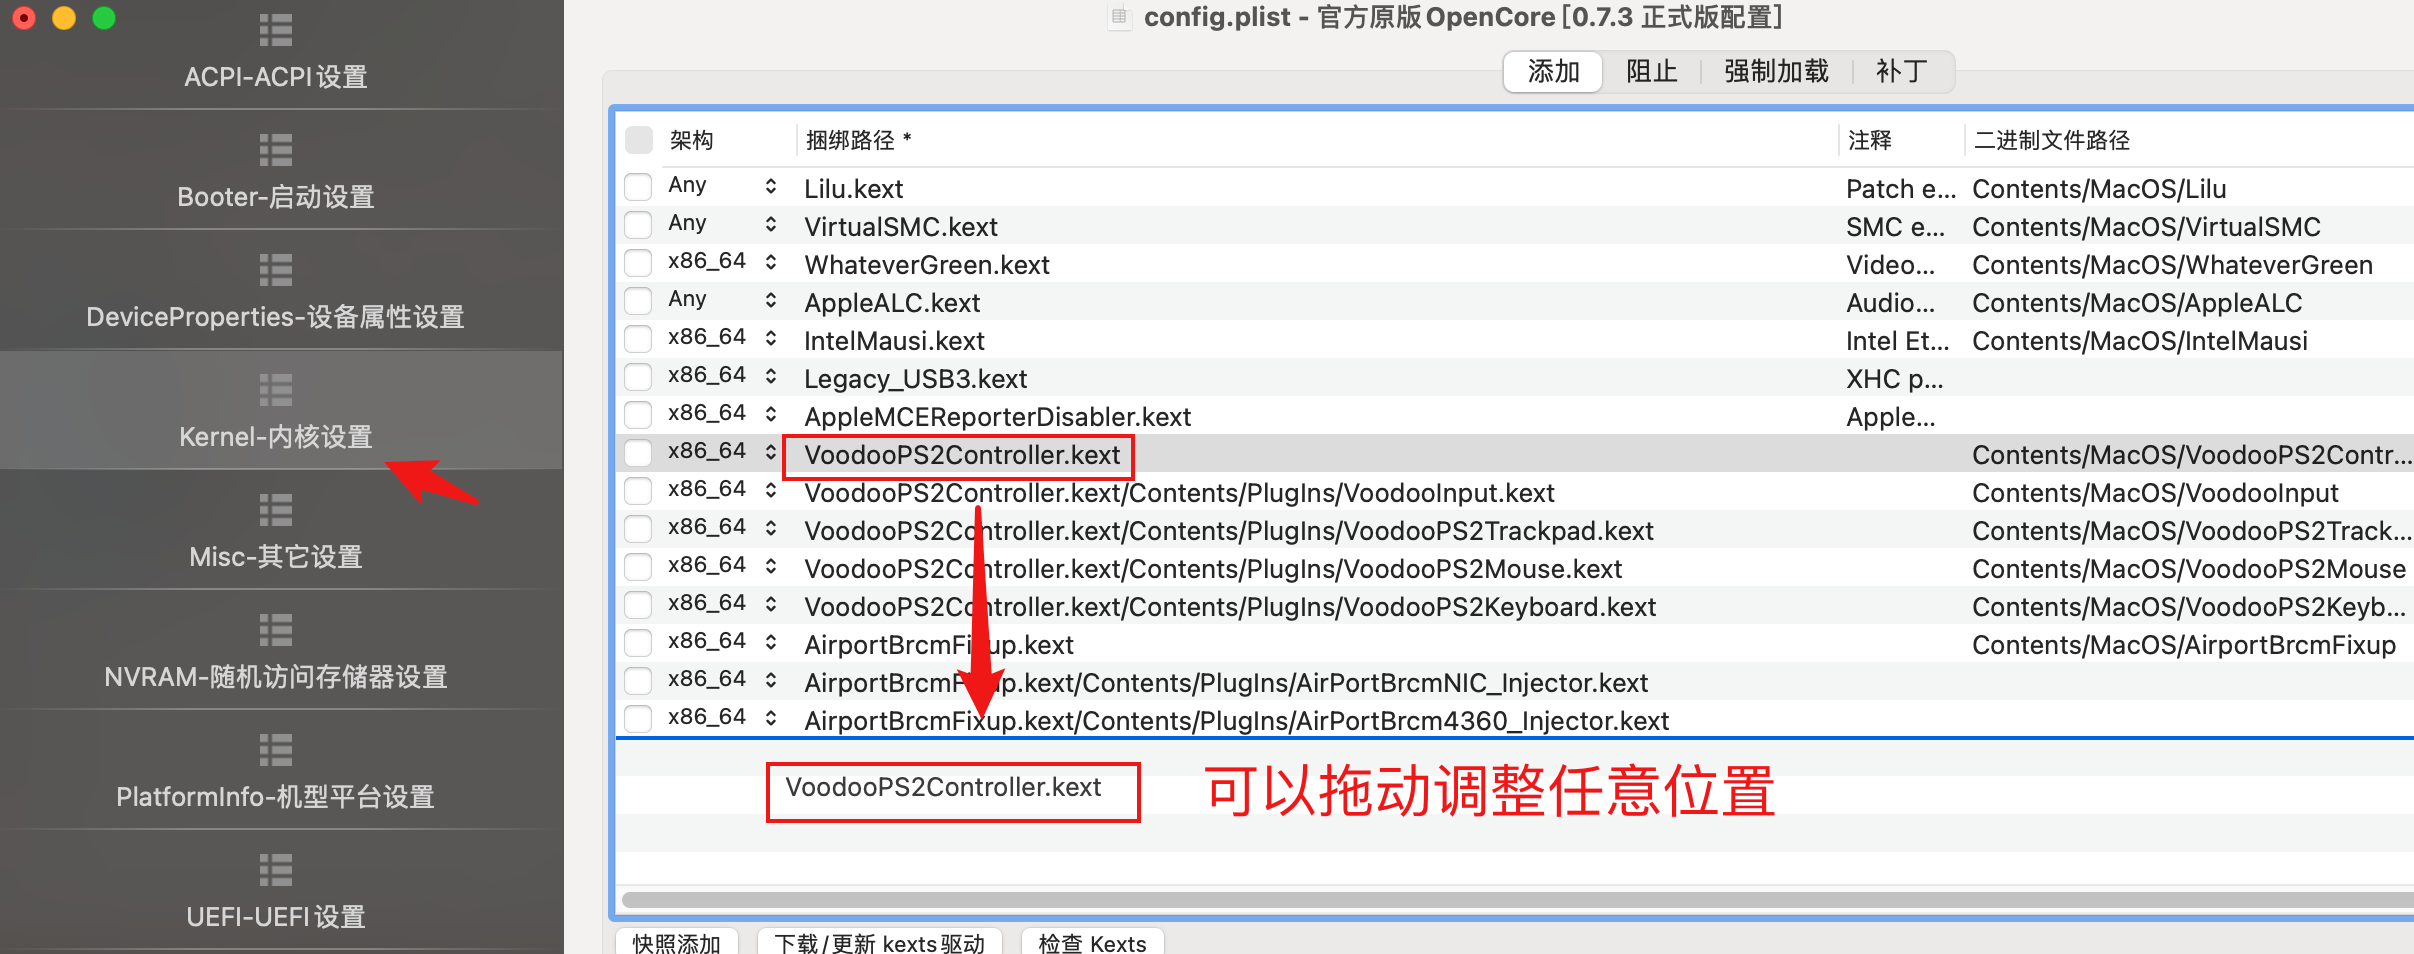 config.plist - 官方原版OpenCore[0.7.3 正式版配置]
ACPI-ACPI设置
Booter-启动设置
DeviceProperties-设备属性设置
Kernel-内核设置
Misc-其它设置
NVRAM-随机访问存储器设置
PlatformInfo-机型平台设置
UEFI-UEFI设置
添加 阻止 强制加载 补丁
架构 捆绑路径 * 注释 二进制文件路径
Any Lilu.kext Patch e... Contents/MacOS/Lilu
Any VirtualSMC.kext SMC e... Contents/MacOS/VirtualSMC
x86_64 WhateverGreen.kext Video... Contents/MacOS/WhateverGreen
Any AppleALC.kext Audio... Contents/MacOS/AppleALC
x86_64 IntelMausi.kext Intel Et... Contents/MacOS/IntelMausi
x86_64 Legacy_USB3.kext XHC p...
x86_64 AppleMCEReporterDisabler.kext Apple...
x86_64 VoodooPS2Controller.kext Contents/MacOS/VoodooPS2Contr...
x86_64 VoodooPS2Controller.kext/Contents/PlugIns/VoodooInput.kext Contents/MacOS/VoodooInput
x86_64 VoodooPS2Controller.kext/Contents/PlugIns/VoodooPS2Trackpad.kext Contents/MacOS/VoodooPS2Track...
x86_64 VoodooPS2Controller.kext/Contents/PlugIns/VoodooPS2Mouse.kext Contents/MacOS/VoodooPS2Mouse
x86_64 VoodooPS2Controller.kext/Contents/PlugIns/VoodooPS2Keyboard.kext Contents/MacOS/VoodooPS2Keyb...
x86_64 AirportBrcmFixup.kext Contents/MacOS/AirportBrcmFixup
x86_64 AirportBrcmFixup.kext/Contents/PlugIns/AirPortBrcmNIC_Injector.kext
x86_64 AirportBrcmFixup.kext/Contents/PlugIns/AirPortBrcm4360_Injector.kext
VoodooPS2Controller.kext 可以拖动调整任意位置
快照添加 下载/更新 kexts驱动 检查 Kexts